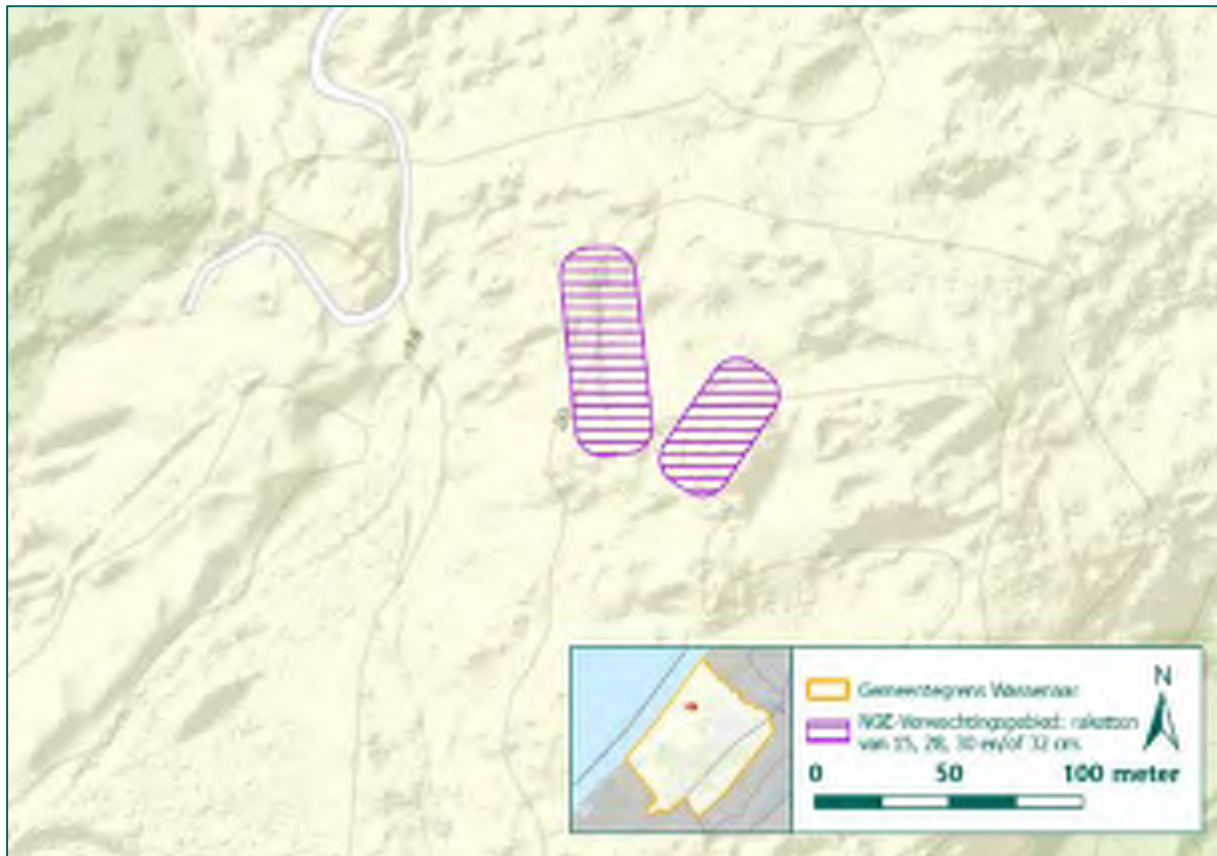 Gemeentegrens Wassenaar
N
NGE-Verwachtingsgebied: raketten
van 15, 28, 30 en/of 32 cm
0 50 100 meter